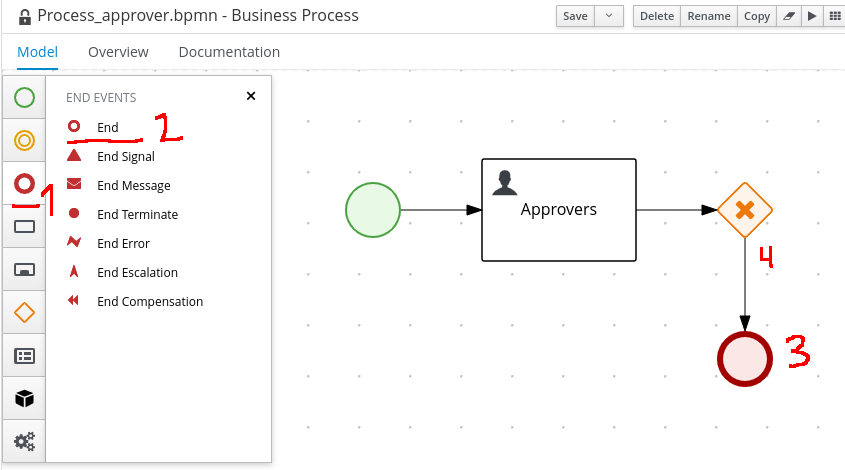 Process_approver.bpmn - Business Process
Save Delete Rename Copy
Model Overview Documentation
END EVENTS
End 2
End Signal
End Message
1
End Terminate
End Error
End Escalation
End Compensation
Approvers
4
3